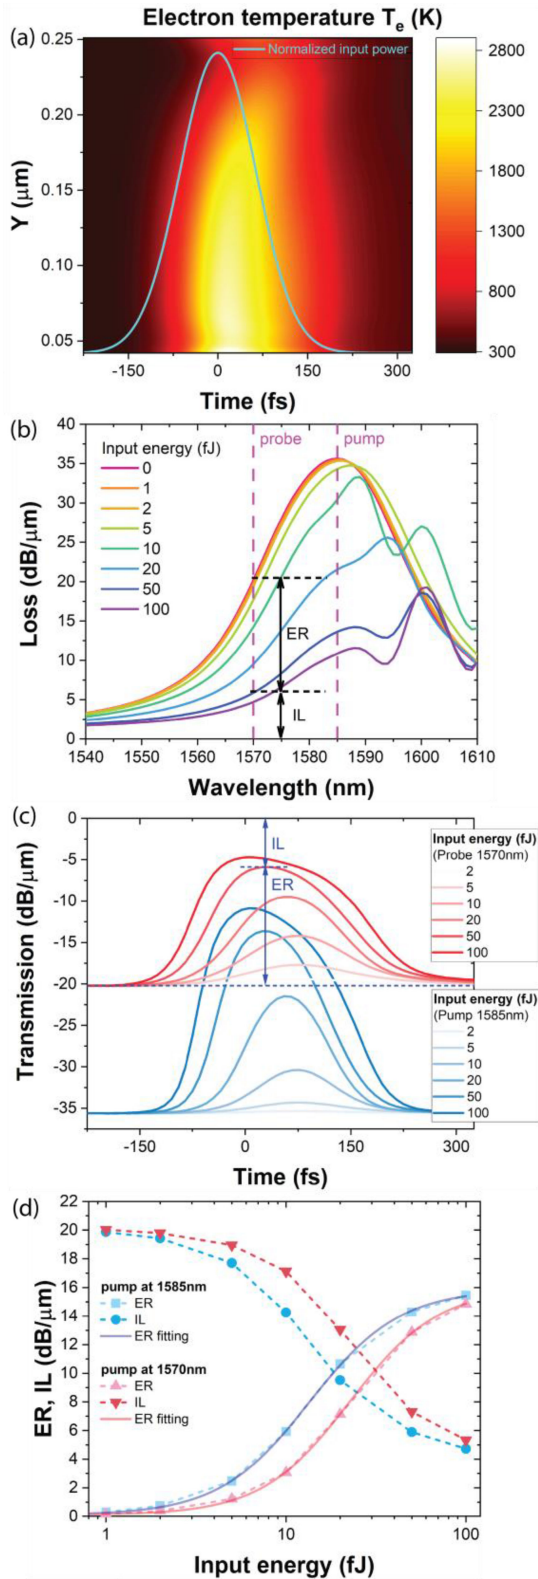 Electron temperature Te (K)
(a)
Normalized input power
0.25
0.20
0.15
0.10
0.05
Y (μm)
-150
0
150
300
Time (fs)
2800
2300
1800
1300
800
300
(b)
40
35
30
25
20
15
10
5
0
Loss (dB/μm)
Input energy (fJ)
0
1
2
5
10
20
50
100
probe
pump
ER
IL
1540
1550
1560
1570
1580
1590
1600
1610
Wavelength (nm)
(c)
0
-5
-10
-15
-20
-25
-30
-35
Transmission (dB/μm)
IL
ER
Input energy (fJ)
(Probe 1570nm)
2
5
10
20
50
100
Input energy (fJ)
(Pump 1585nm)
2
5
10
20
50
100
-150
0
150
300
Time (fs)
(d)
22
20
18
16
14
12
10
8
6
4
2
0
ER, IL (dB/μm)
pump at 1585nm
ER
IL
ER fitting
pump at 1570nm
ER
IL
ER fitting
1
10
100
Input energy (fJ)